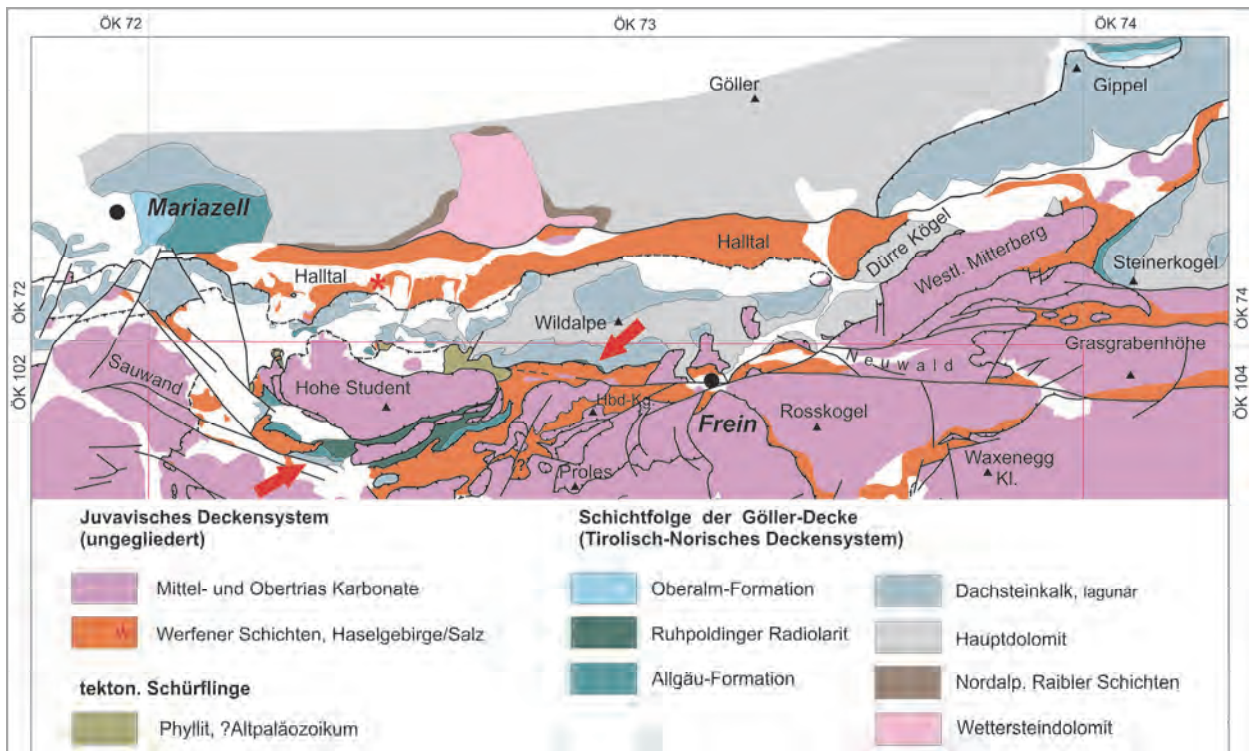 ÖK 72
ÖK 73
ÖK 74
Göller
Gippel
Mariazell
Halltal
Halltal
Dürre Kögel
Westl. Mitterberg
Steinerkogel
ÖK 72
ÖK 74
Wildalpe
Neuwald
Grasgrabenhöhe
ÖK 102
ÖK 104
Sauwand
Hohe Student
Hbd-Kg.
Frein
Rosskogel
?
Proles
Waxenegg
Kl.
Juvavisches Deckensystem
(ungegliedert)
Mittel- und Obertrias Karbonate
Werfener Schichten, Haselgebirge/Salz
tekton. Schürflinge
Phyllit, ?Altpaläozoikum
Schichtfolge der Göller-Decke
(Tirolisch-Norisches Deckensystem)
Oberalm-Formation
Ruhpoldinger Radiolarit
Allgäu-Formation
Dachsteinkalk, lagunär
Hauptdolomit
Nordalp. Raibler Schichten
Wettersteindolomit